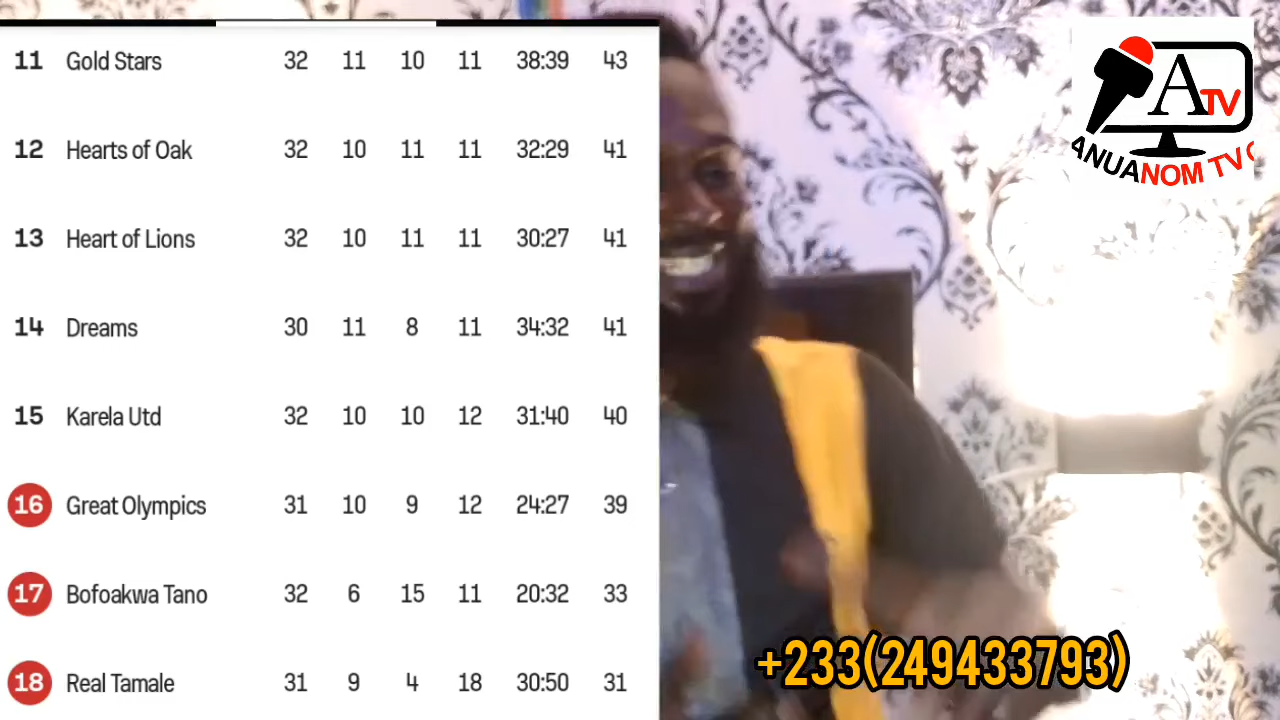 11 Gold Stars 32 11 10 11 38:39 43
12 Hearts of Oak 32 10 11 11 32:29 41
13 Heart of Lions 32 10 11 11 30:27 41
14 Dreams 30 11 8 11 34:32 41
15 Karela Utd 32 10 10 12 31:40 40
16 Great Olympics 31 10 9 12 24:27 39
17 Bofoakwa Tano 32 6 15 11 20:32 33
18 Real Tamale 31 9 4 18 30:50 31
A TV
ANUANOM TV
+233(249433793)